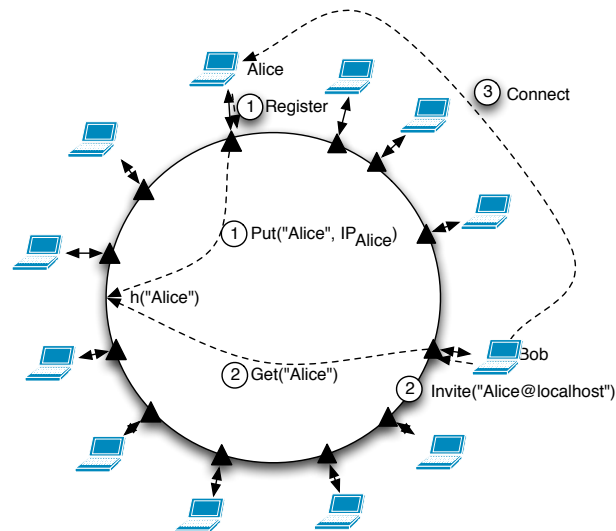 Alice
1 Register
3 Connect
1 Put("Alice", IPAlice)
h("Alice")
2 Get("Alice")
Bob
2 Invite("Alice@localhost")